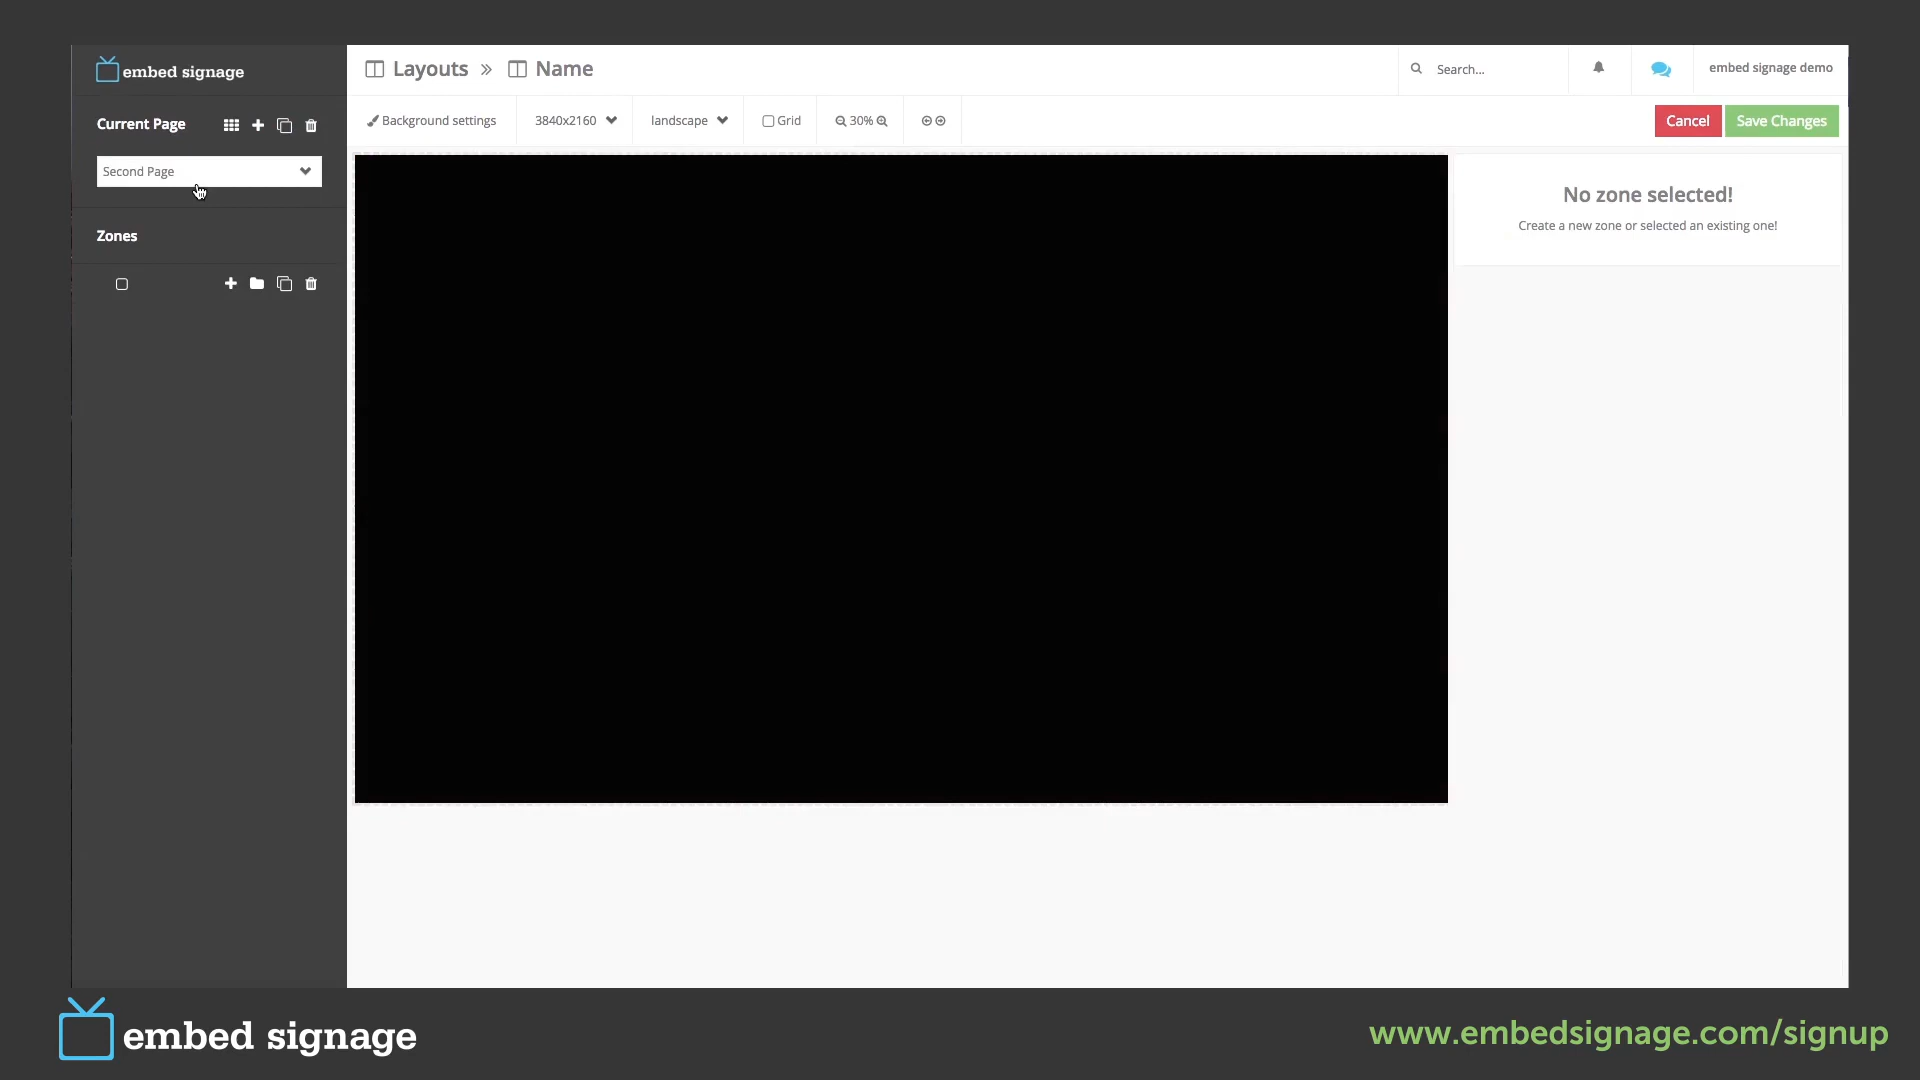 embed signage
Layouts » Name
Search...
embed signage demo
Current Page
Background settings
3840x2160
landscape
Grid
30%
Cancel
Save Changes
Second Page
No zone selected!
Create a new zone or selected an existing one!
Zones
embed signage
www.embedsignage.com/signup